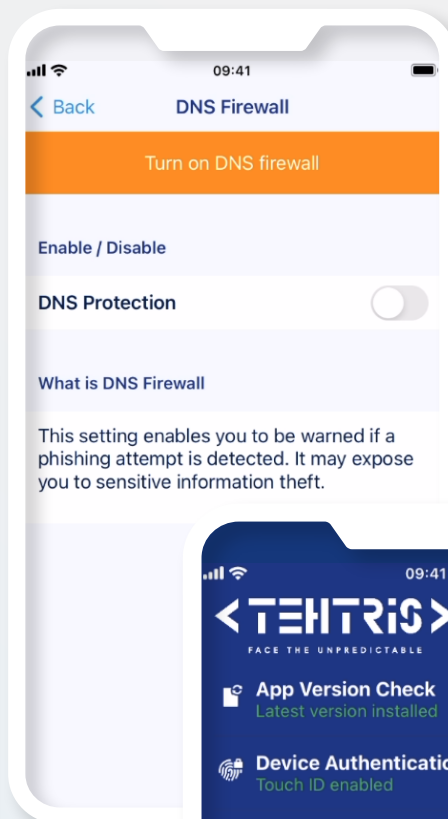 09:41
Back
DNS Firewall
Turn on DNS firewall
Enable / Disable
DNS Protection
What is DNS Firewall
This setting enables you to be warned if a
phishing attempt is detected. It may expose
you to sensitive information theft.
09:41
<TEHTRiS>
FACE THE UNPREDICTABLE
App Version Check
Latest version installed
Device Authenticatio
Touch ID enabled